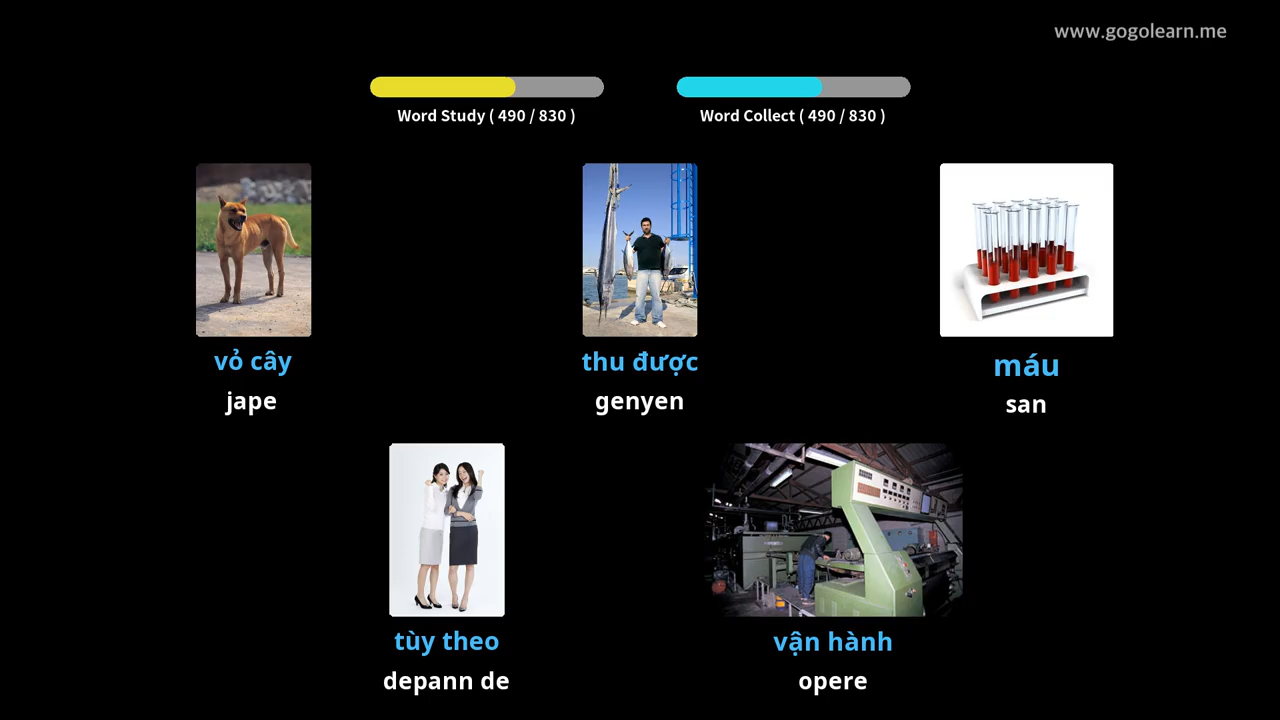 www.gogolearn.me
Word Study ( 490 / 830 )
Word Collect ( 490 / 830 )
vỏ cây
jape
thu được
genyen
máu
san
tùy theo
depann de
vận hành
opere